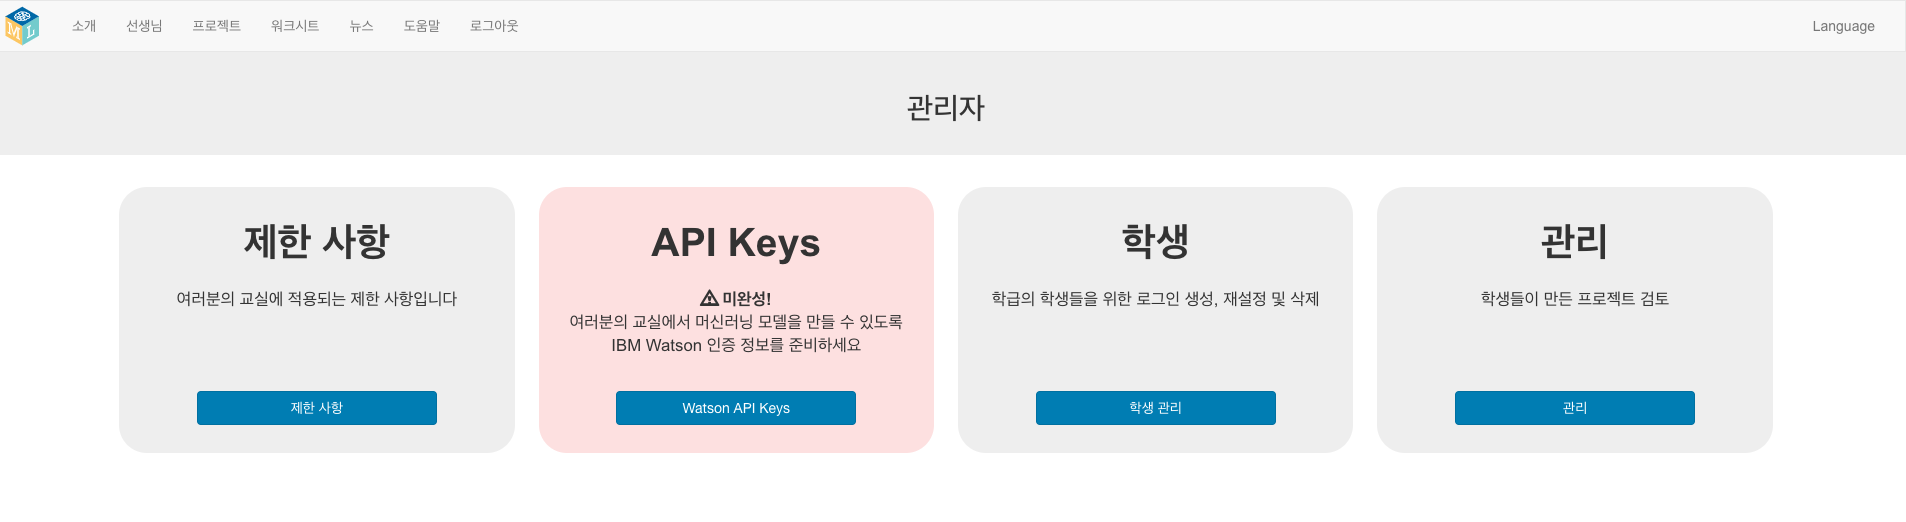 M L
소개 선생님 프로젝트 워크시트 뉴스 도움말 로그아웃 Language
관리자
제한 사항
여러분의 교실에 적용되는 제한 사항입니다
제한 사항
API Keys
미완성!
여러분의 교실에서 머신러닝 모델을 만들 수 있도록
IBM Watson 인증 정보를 준비하세요
Watson API Keys
학생
학급의 학생들을 위한 로그인 생성, 재설정 및 삭제
학생 관리
관리
학생들이 만든 프로젝트 검토
관리